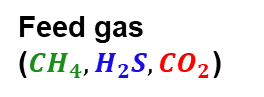 Feed gas
(CH₄, H₂S, CO₂)